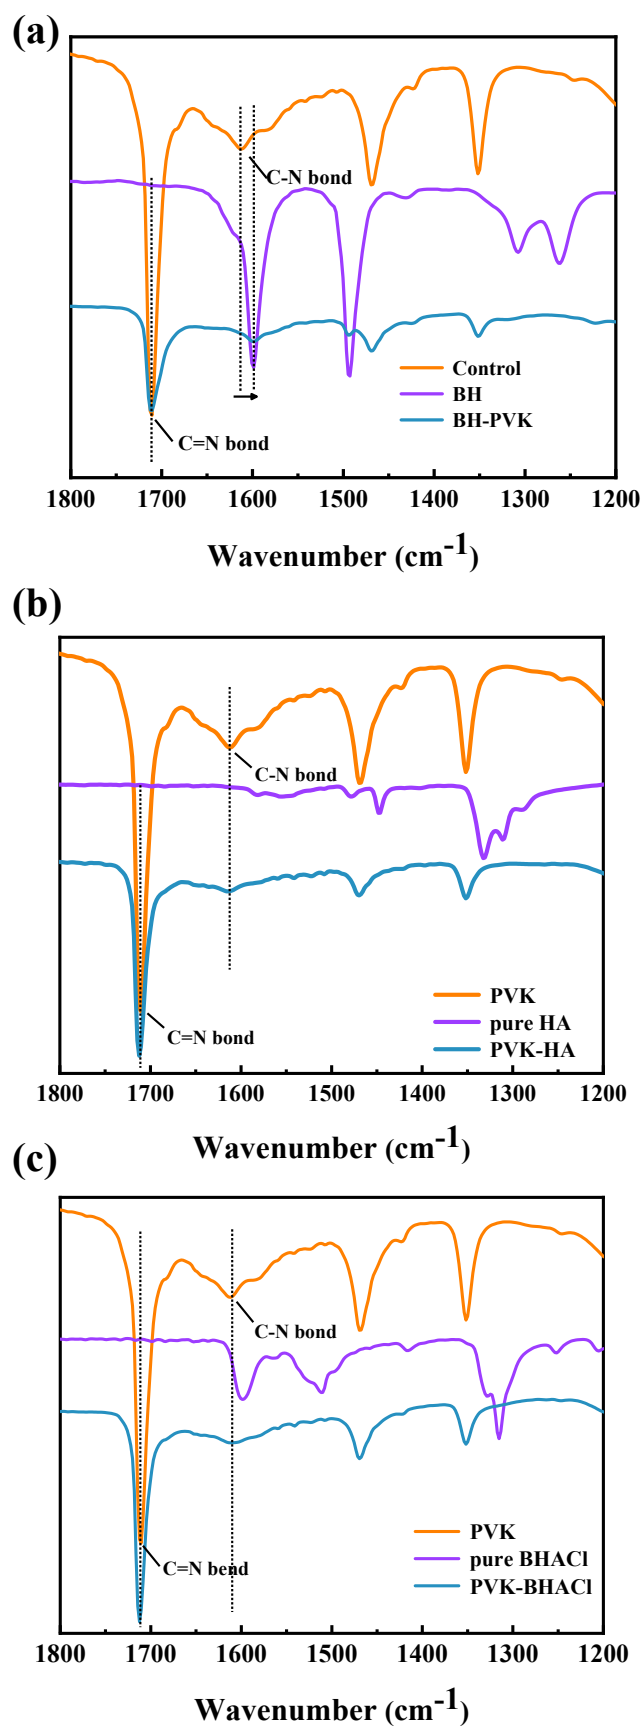 (a)
C-N bond
Control
BH
BH-PVK
C=N bond
1800 1700 1600 1500 1400 1300 1200
Wavenumber (cm-1)
(b)
C-N bond
PVK
pure HA
PVK-HA
C=N bond
1800 1700 1600 1500 1400 1300 1200
Wavenumber (cm-1)
(c)
C-N bond
PVK
pure BHACl
PVK-BHACl
C=N bend
1800 1700 1600 1500 1400 1300 1200
Wavenumber (cm-1)